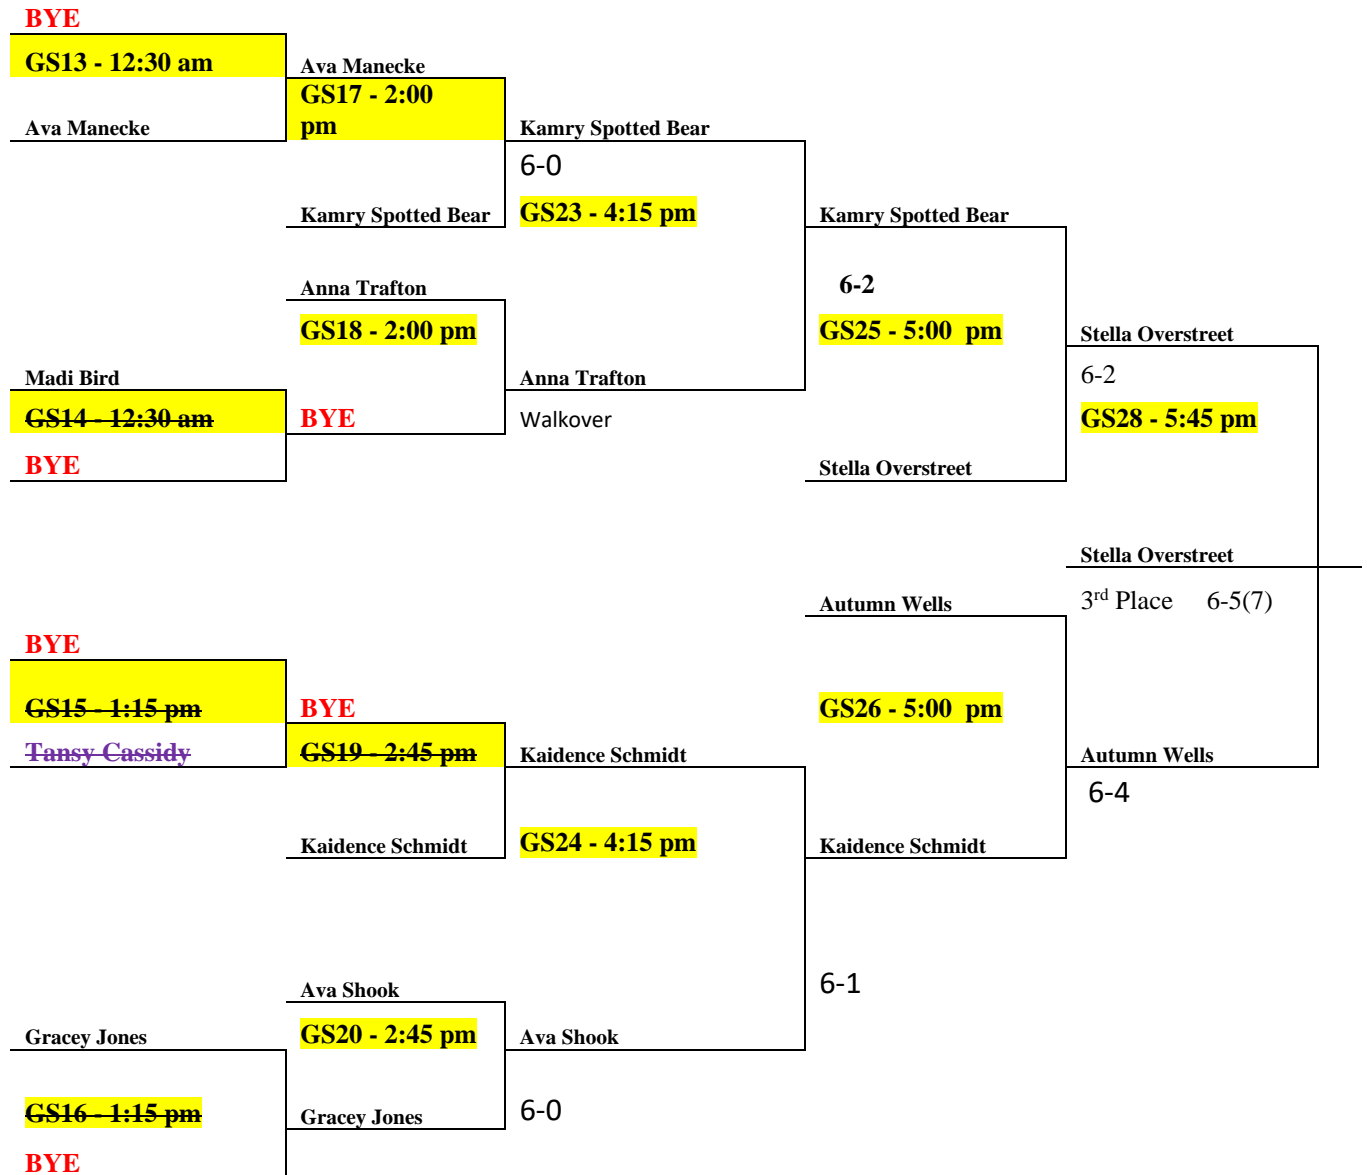 BYE
GS13 - 12:30 am
Ava Manecke
GS17 - 2:00
pm
Ava Manecke
Kamry Spotted Bear
6-0
Kamry Spotted Bear
GS23 - 4:15 pm
Kamry Spotted Bear
Anna Trafton
6-2
GS18 - 2:00 pm
GS25 - 5:00 pm
Stella Overstreet
Madi Bird
Anna Trafton
6-2
GS14 - 12:30 am
BYE
Walkover
GS28 - 5:45 pm
BYE
Stella Overstreet
Stella Overstreet
Autumn Wells
3rd Place 6-5(7)
BYE
GS15 - 1:15 pm
BYE
GS26 - 5:00 pm
Tansy Cassidy
GS19 - 2:45 pm
Kaidence Schmidt
Autumn Wells
6-4
Kaidence Schmidt
GS24 - 4:15 pm
Kaidence Schmidt
6-1
Ava Shook
Gracey Jones
GS20 - 2:45 pm
Ava Shook
GS16 - 1:15 pm
Gracey Jones
6-0
BYE